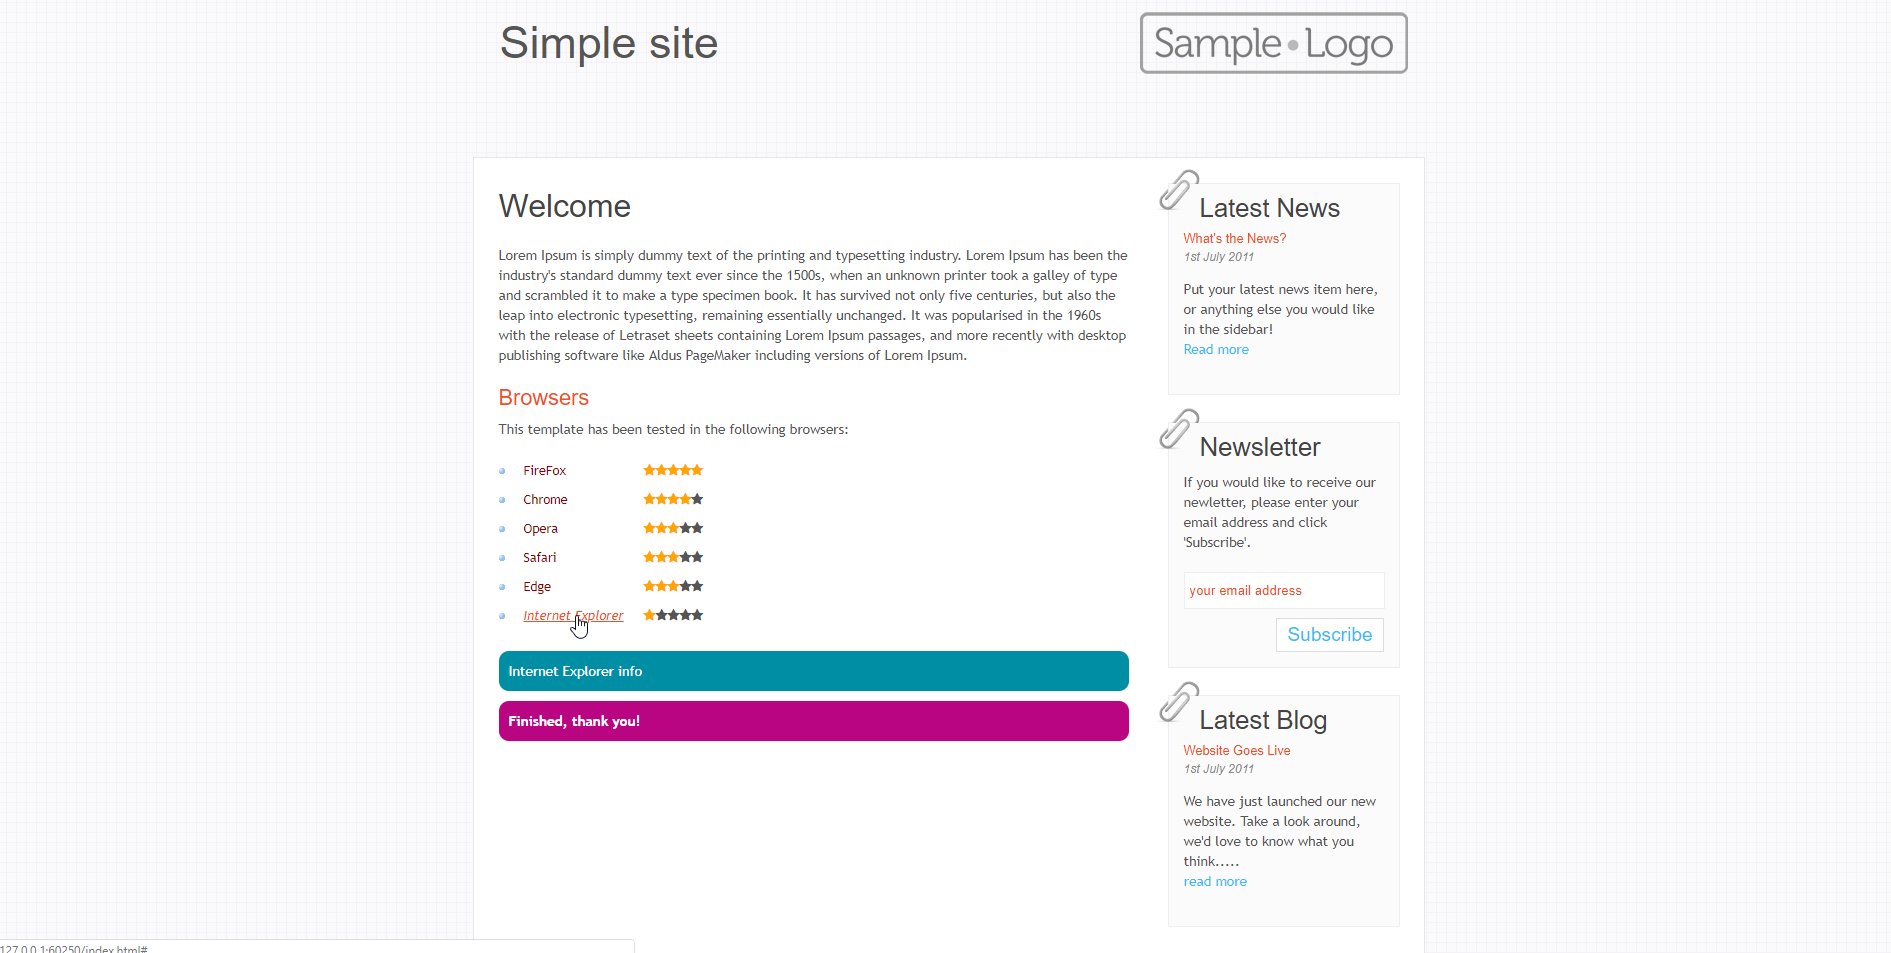 Simple site
Sample•Logo
Welcome
Lorem Ipsum is simply dummy text of the printing and typesetting industry. Lorem Ipsum has been the
industry's standard dummy text ever since the 1500s, when an unknown printer took a galley of type
and scrambled it to make a type specimen book. It has survived not only five centuries, but also the
leap into electronic typesetting, remaining essentially unchanged. It was popularised in the 1960s
with the release of Letraset sheets containing Lorem Ipsum passages, and more recently with desktop
publishing software like Aldus PageMaker including versions of Lorem Ipsum.
Browsers
This template has been tested in the following browsers:
FireFox
Chrome
Opera
Safari
Edge
Internet Explorer
Internet Explorer info
Finished, thank you!
Latest News
What's the News?
1st July 2011
Put your latest news item here,
or anything else you would like
in the sidebar!
Read more
Newsletter
If you would like to receive our
newletter, please enter your
email address and click
'Subscribe'.
your email address
Subscribe
Latest Blog
Website Goes Live
1st July 2011
We have just launched our new
website. Take a look around,
we'd love to know what you
think.....
read more
127.0.0.1:60250/index.html#